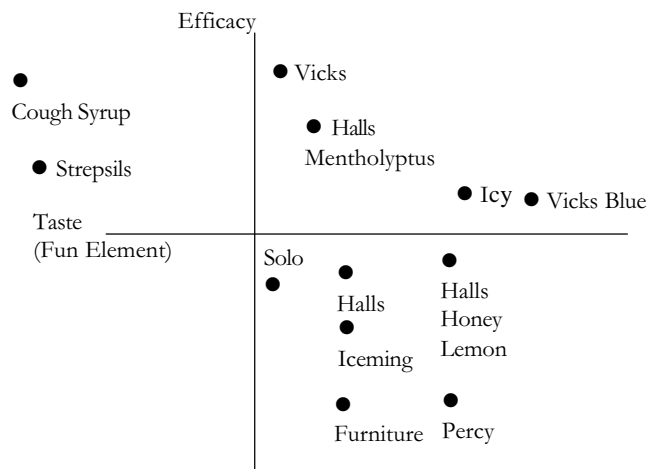 Efficacy
Vicks
Cough Syrup
Halls
Mentholyptus
Strepsils
Icy
Vicks Blue
Taste
(Fun Element)
Solo
Halls
Iceming
Halls
Honey
Lemon
Furniture
Percy